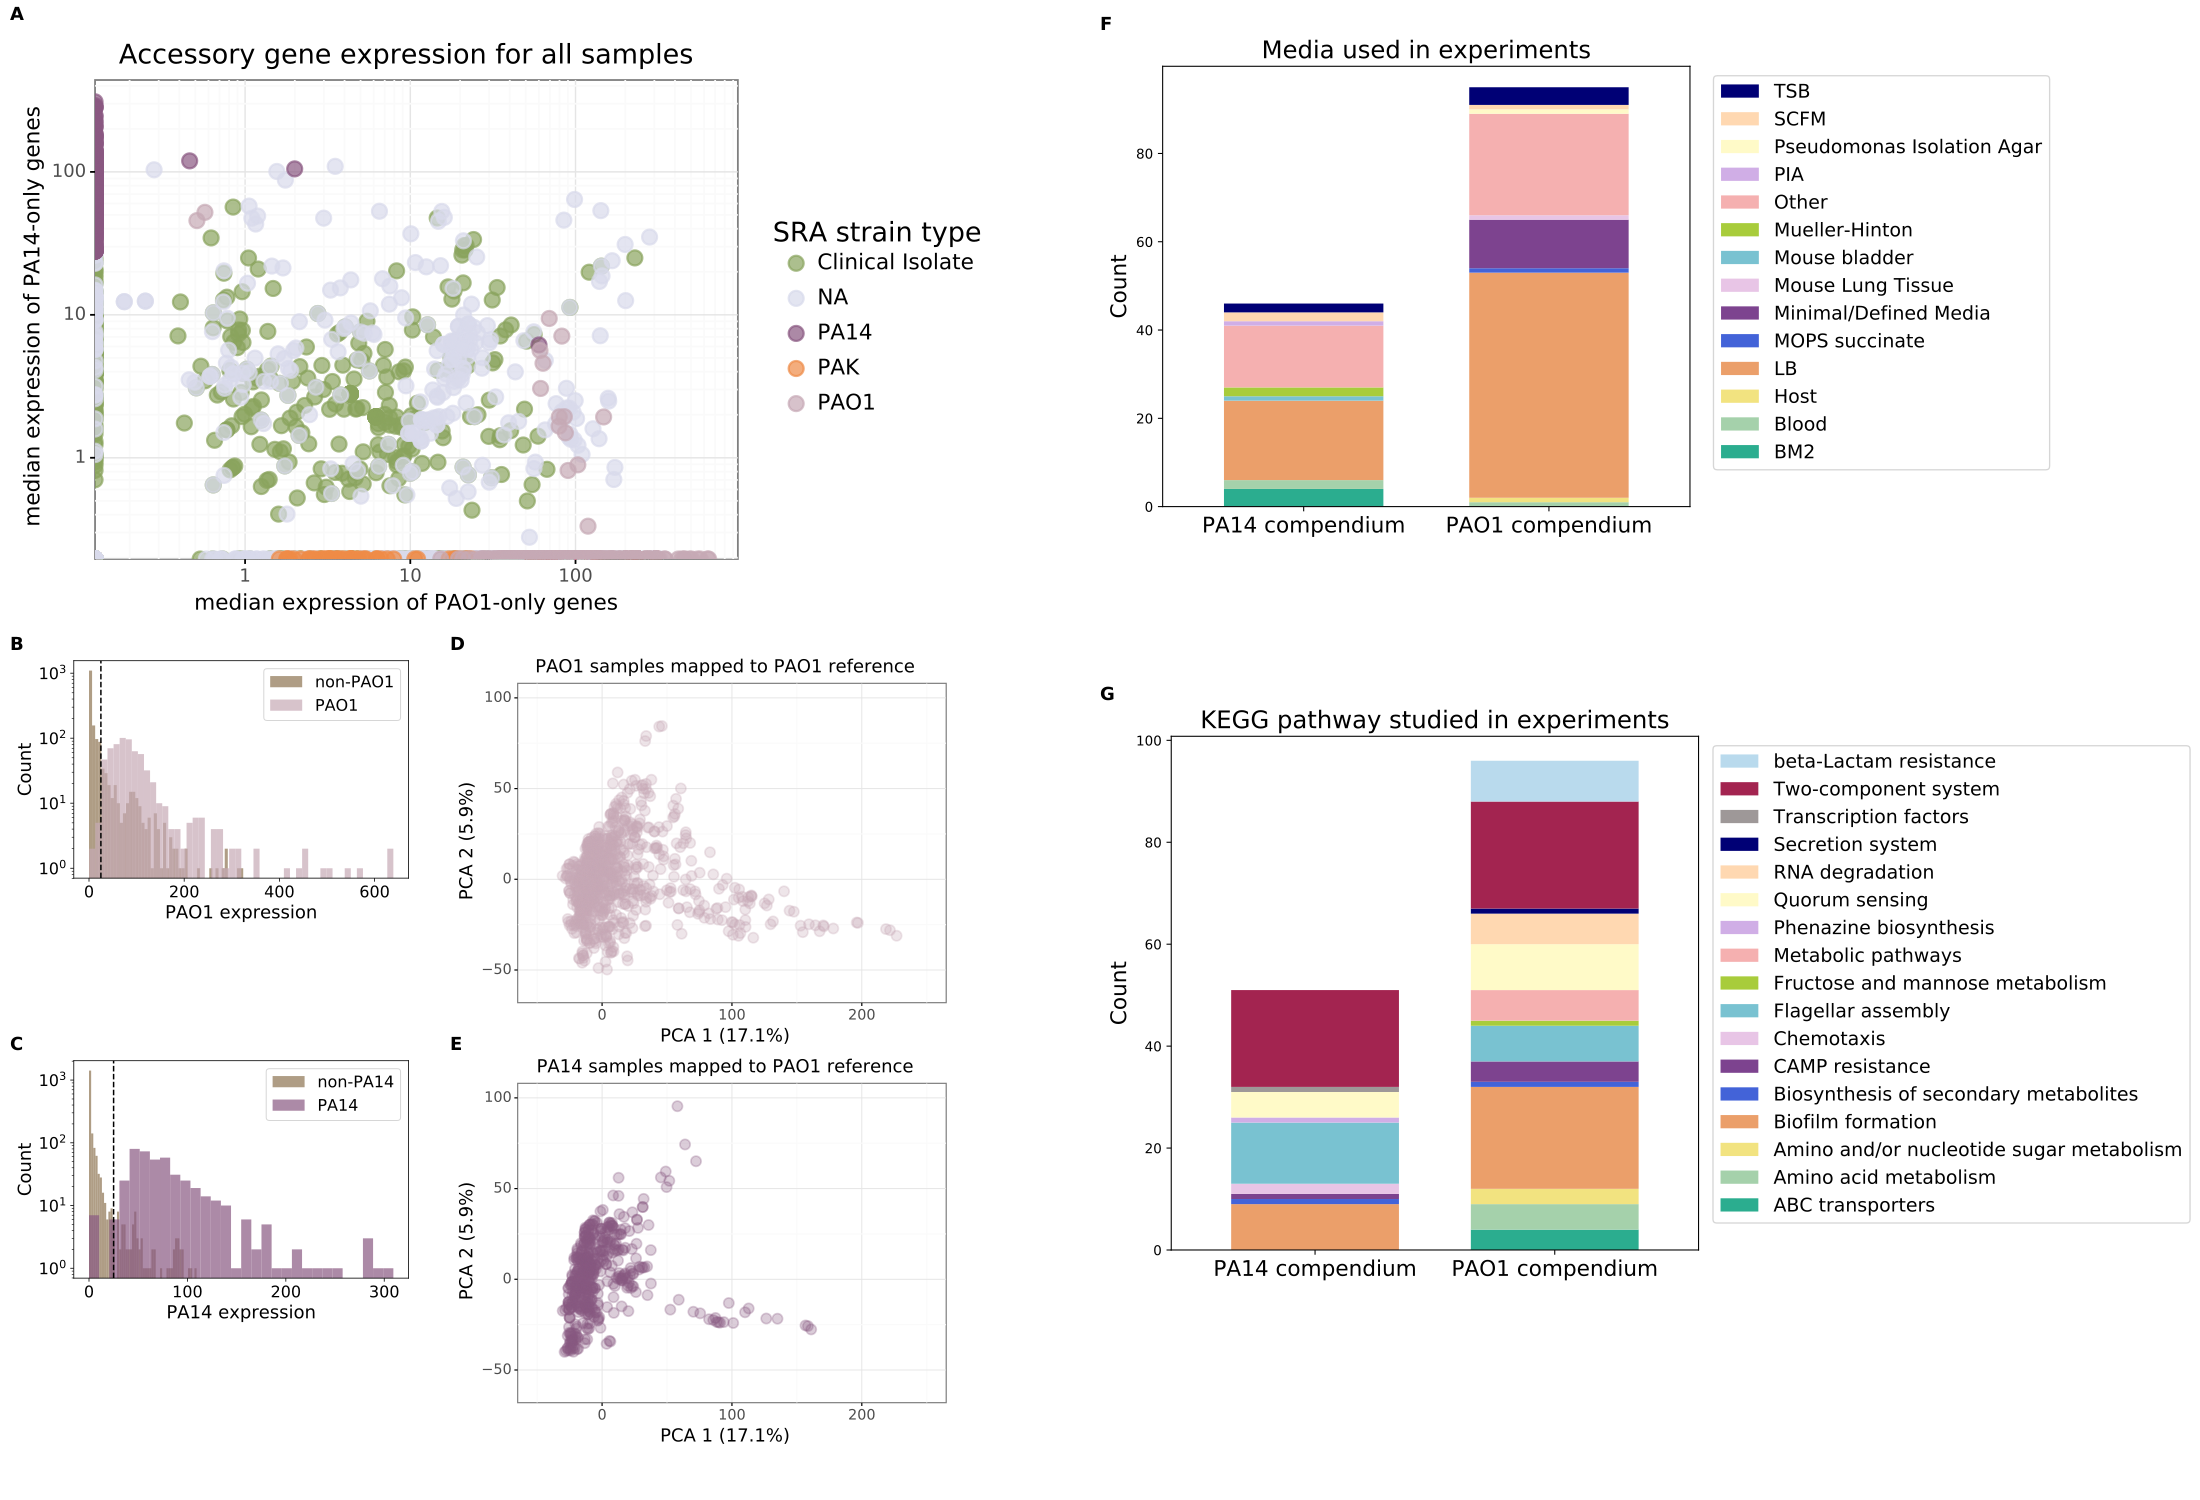 A
Accessory gene expression for all samples
median expression of PA14-only genes
100
10
1
1
10
100
median expression of PAO1-only genes
SRA strain type
Clinical Isolate
NA
PA14
PAK
PAO1
B
Count
10³
10²
10¹
10⁰
non-PAO1
PAO1
0
200
400
600
PAO1 expression
C
Count
10³
10²
10¹
10⁰
non-PA14
PA14
0
100
200
300
PA14 expression
D
PAO1 samples mapped to PAO1 reference
PCA 2 (5.9%)
100
50
0
−50
0
100
200
PCA 1 (17.1%)
E
PA14 samples mapped to PAO1 reference
PCA 2 (5.9%)
100
50
0
−50
0
100
200
PCA 1 (17.1%)
F
Media used in experiments
Count
80
60
40
20
0
PA14 compendium
PAO1 compendium
TSB
SCFM
Pseudomonas Isolation Agar
PIA
Other
Mueller-Hinton
Mouse bladder
Mouse Lung Tissue
Minimal/Defined Media
MOPS succinate
LB
Host
Blood
BM2
G
KEGG pathway studied in experiments
Count
100
80
60
40
20
0
PA14 compendium
PAO1 compendium
beta-Lactam resistance
Two-component system
Transcription factors
Secretion system
RNA degradation
Quorum sensing
Phenazine biosynthesis
Metabolic pathways
Fructose and mannose metabolism
Flagellar assembly
Chemotaxis
CAMP resistance
Biosynthesis of secondary metabolites
Biofilm formation
Amino and/or nucleotide sugar metabolism
Amino acid metabolism
ABC transporters